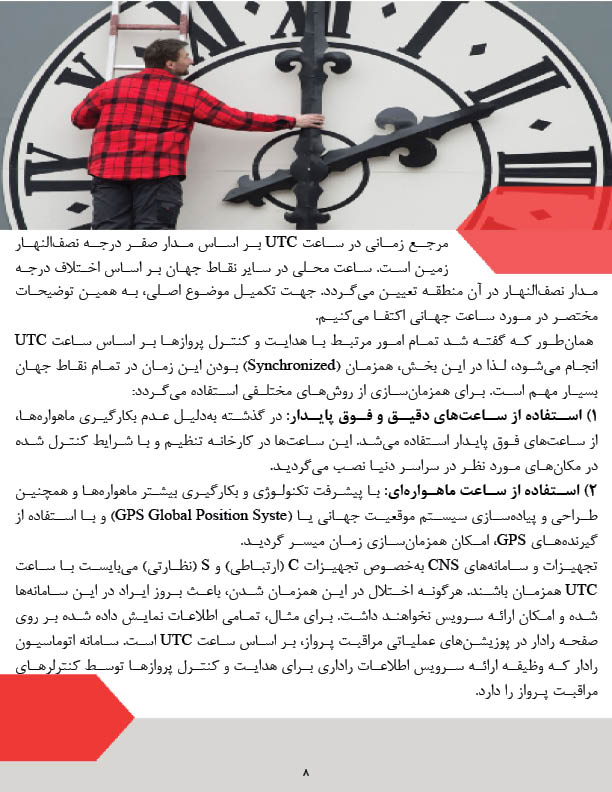 مرجع زمانی در ساعت UTC بر اساس مدار صفر درجه نصف‌النهار
زمین است. ساعت محلی در سایر نقاط جهان بر اساس اختلاف درجه
مدار نصف‌النهار در آن منطقه تعیین می‌گردد. جهت تکمیل موضوع اصلی، به همین توضیحات
مختصر در مورد ساعت جهانی اکتفا می‌کنیم.
همان‌طور که گفته شد تمام امور مرتبط با هدایت و کنترل پروازها بر اساس ساعت UTC
انجام می‌شود، لذا در این بخش، همزمان (Synchronized) بودن این زمان در تمام نقاط جهان
بسیار مهم است. برای همزمان‌سازی از روش‌های مختلفی استفاده می‌گردد:
۱) استفاده از ساعت‌های دقیق و فوق پایدار: در گذشته به‌دلیل عدم بکارگیری ماهواره‌ها،
از ساعت‌های فوق پایدار استفاده می‌شد. این ساعت‌ها در کارخانه تنظیم و با شرایط کنترل شده
در مکان‌های مورد نظر در سراسر دنیا نصب می‌گردید.
۲) استفاده از ساعت ماهواره‌ای: با پیشرفت تکنولوژی و بکارگیری بیشتر ماهواره‌ها و همچنین
طراحی و پیاده‌سازی سیستم موقعیت جهانی یا (GPS Global Position Syste) و با استفاده از
گیرنده‌های GPS، امکان همزمان‌سازی زمان میسر گردید.
تجهیزات و سامانه‌های CNS به‌خصوص تجهیزات C (ارتباطی) و S (نظارتی) می‌بایست با ساعت
UTC همزمان باشند. هرگونه اختلال در این همزمان شدن، باعث بروز ایراد در این سامانه‌ها
شده و امکان ارائه سرویس نخواهند داشت. برای مثال، تمامی اطلاعات نمایش داده شده بر روی
صفحه رادار در پوزیشن‌های عملیاتی مراقبت پرواز، بر اساس ساعت UTC است. سامانه اتوماسیون
رادار که وظیفه ارائه سرویس اطلاعات راداری برای هدایت و کنترل پروازها توسط کنترلرهای
مراقبت پرواز را دارد.
۸